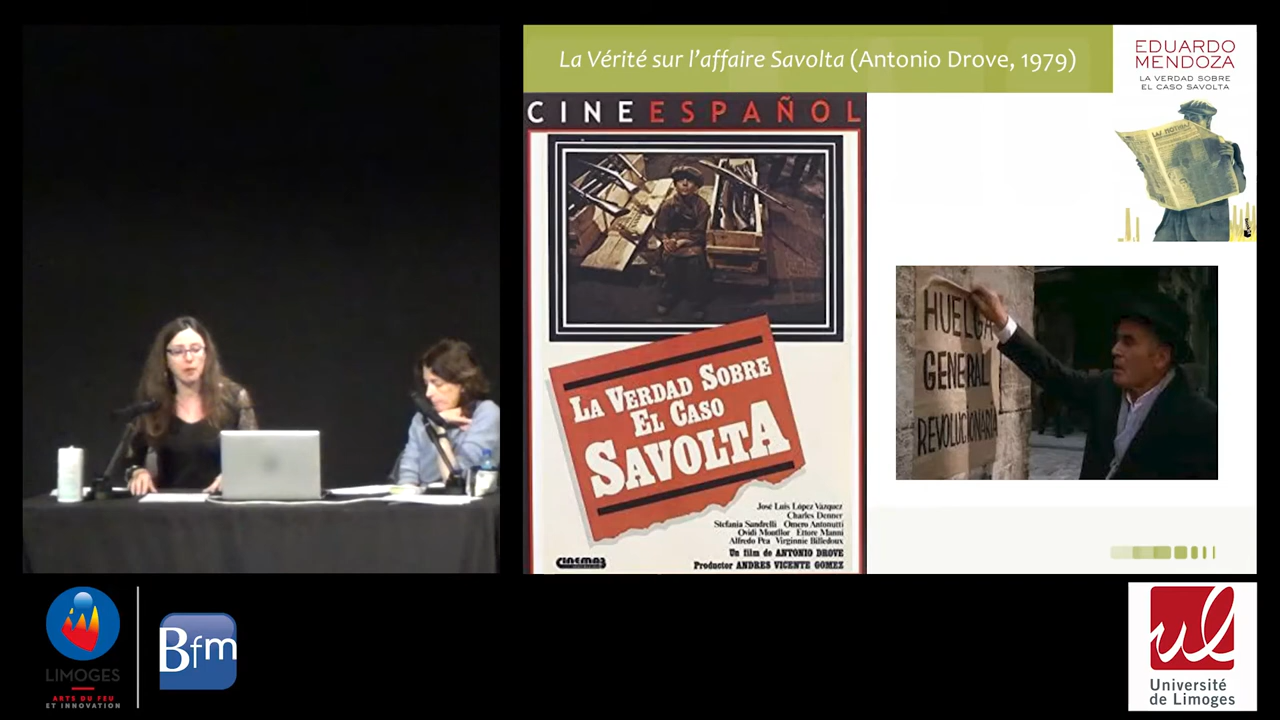 La Vérité sur l'affaire Savolta (Antonio Drove, 1979)
EDUARDO
MENDOZA
LA VERDAD SOBRE
EL CASO SAVOLTA
CINE ESPAÑOL
HUELGA
GENERAL
REVOLUCIONARIA
LA VERDAD SOBRE
EL CASO
SAVOLTA
José Luis López Vázquez
Charles Denner
Stefania Sandrelli Omero Antonutti
Ovidi Montllor Ettore Manni
Alfredo Pea Virginnie Billedoux
Un film de ANTONIO DROVE
Productor ANDRES VICENTE GOMEZ
CINEMA3
LIMOGES
ARTS DU FEU
ET INNOVATION
Bfm
ul
Université
de Limoges